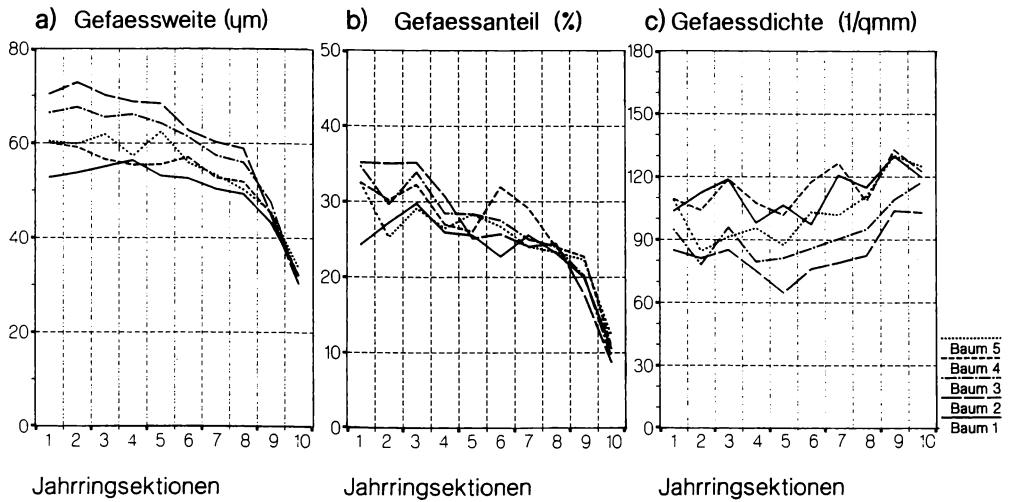 a) Gefaessweite (ɥm)
80
60
40
20
0
1 2 3 4 5 6 7 8 9 10
Jahrringsektionen
b) Gefaessanteil (%)
50
40
30
20
10
0
1 2 3 4 5 6 7 8 9 10
Jahrringsektionen
c) Gefaessdichte (1/qmm)
180
150
120
90
60
30
0
1 2 3 4 5 6 7 8 9 10
Jahrringsektionen
Baum 5
Baum 4
Baum 3
Baum 2
Baum 1